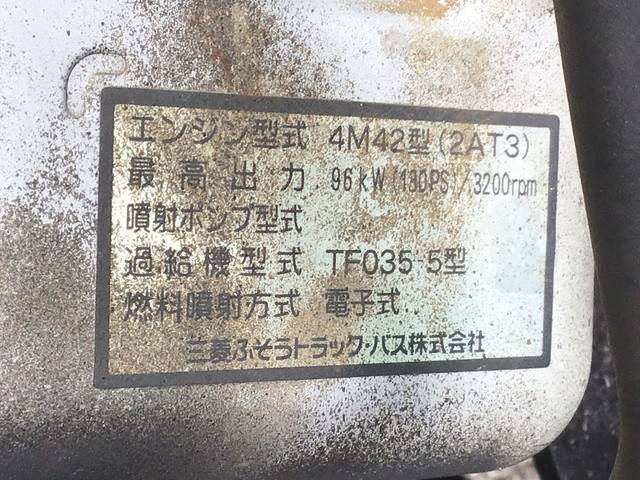 エンジン型式 4M42型(2AT3)
最高出力 96kW(130PS)/3200rpm
噴射ポンプ型式
過給機型式 TF035-5型
燃料噴射方式 電子式
三菱ふそうトラック・バス株式会社